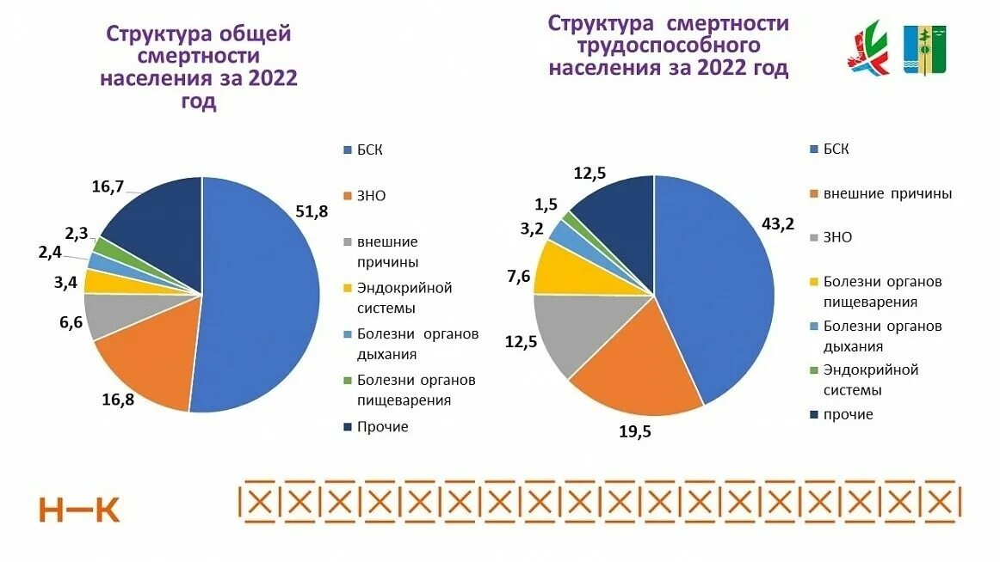 Структура общей
смертности
населения за 2022
год
БСК
ЗНО
внешние
причины
Эндокрийной
системы
Болезни органов
дыхания
Болезни органов
пищеварения
Прочие
51,8
16,8
6,6
3,4
2,4
2,3
16,7
Структура смертности
трудоспособного
населения за 2022 год
БСК
внешние причины
ЗНО
Болезни органов
пищеварения
Болезни органов
дыхания
Эндокрийной
системы
прочие
43,2
19,5
12,5
7,6
3,2
1,5
12,5
Н—К